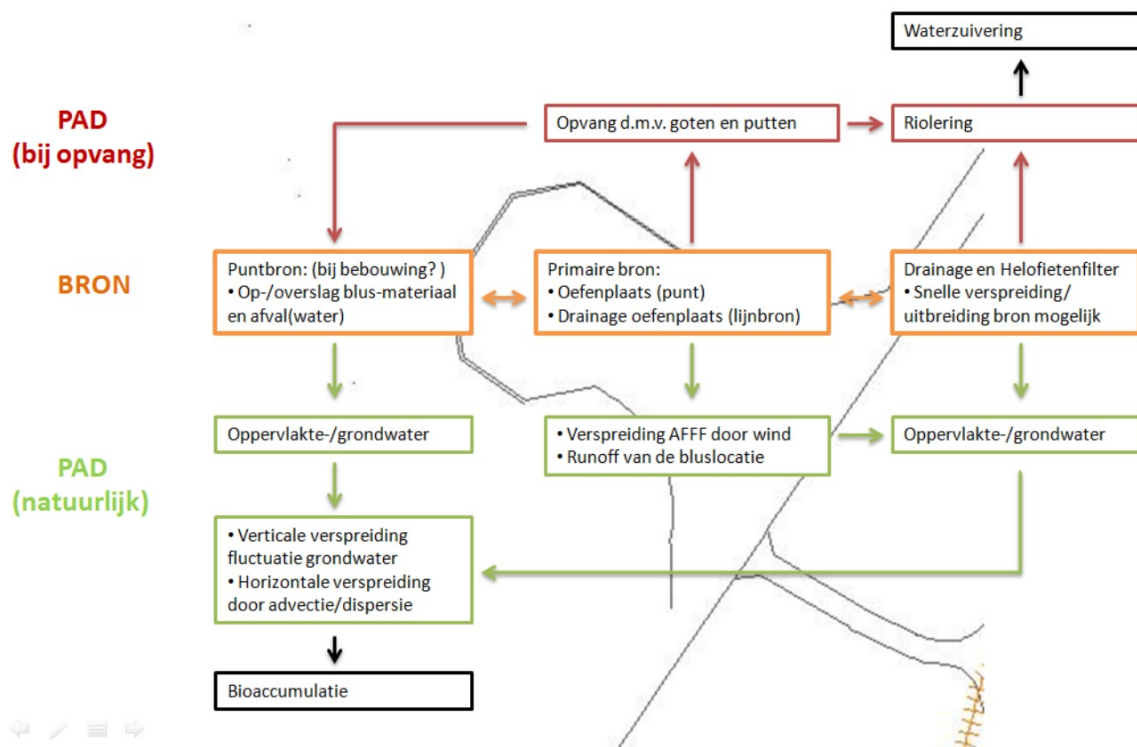 Waterzuivering
PAD
(bij opvang)
Opvang d.m.v. goten en putten
Riolering
BRON
Puntbron: (bij bebouwing? )
• Op-/overslag blus-materiaal
en afval(water)
Primaire bron:
• Oefenplaats (punt)
• Drainage oefenplaats (lijnbron)
Drainage en Helofietenfilter
• Snelle verspreiding/
uitbreiding bron mogelijk
PAD
(natuurlijk)
Oppervlakte-/grondwater
• Verspreiding AFFF door wind
• Runoff van de bluslocatie
Oppervlakte-/grondwater
• Verticale verspreiding
fluctuatie grondwater
• Horizontale verspreiding
door advectie/dispersie
Bioaccumulatie